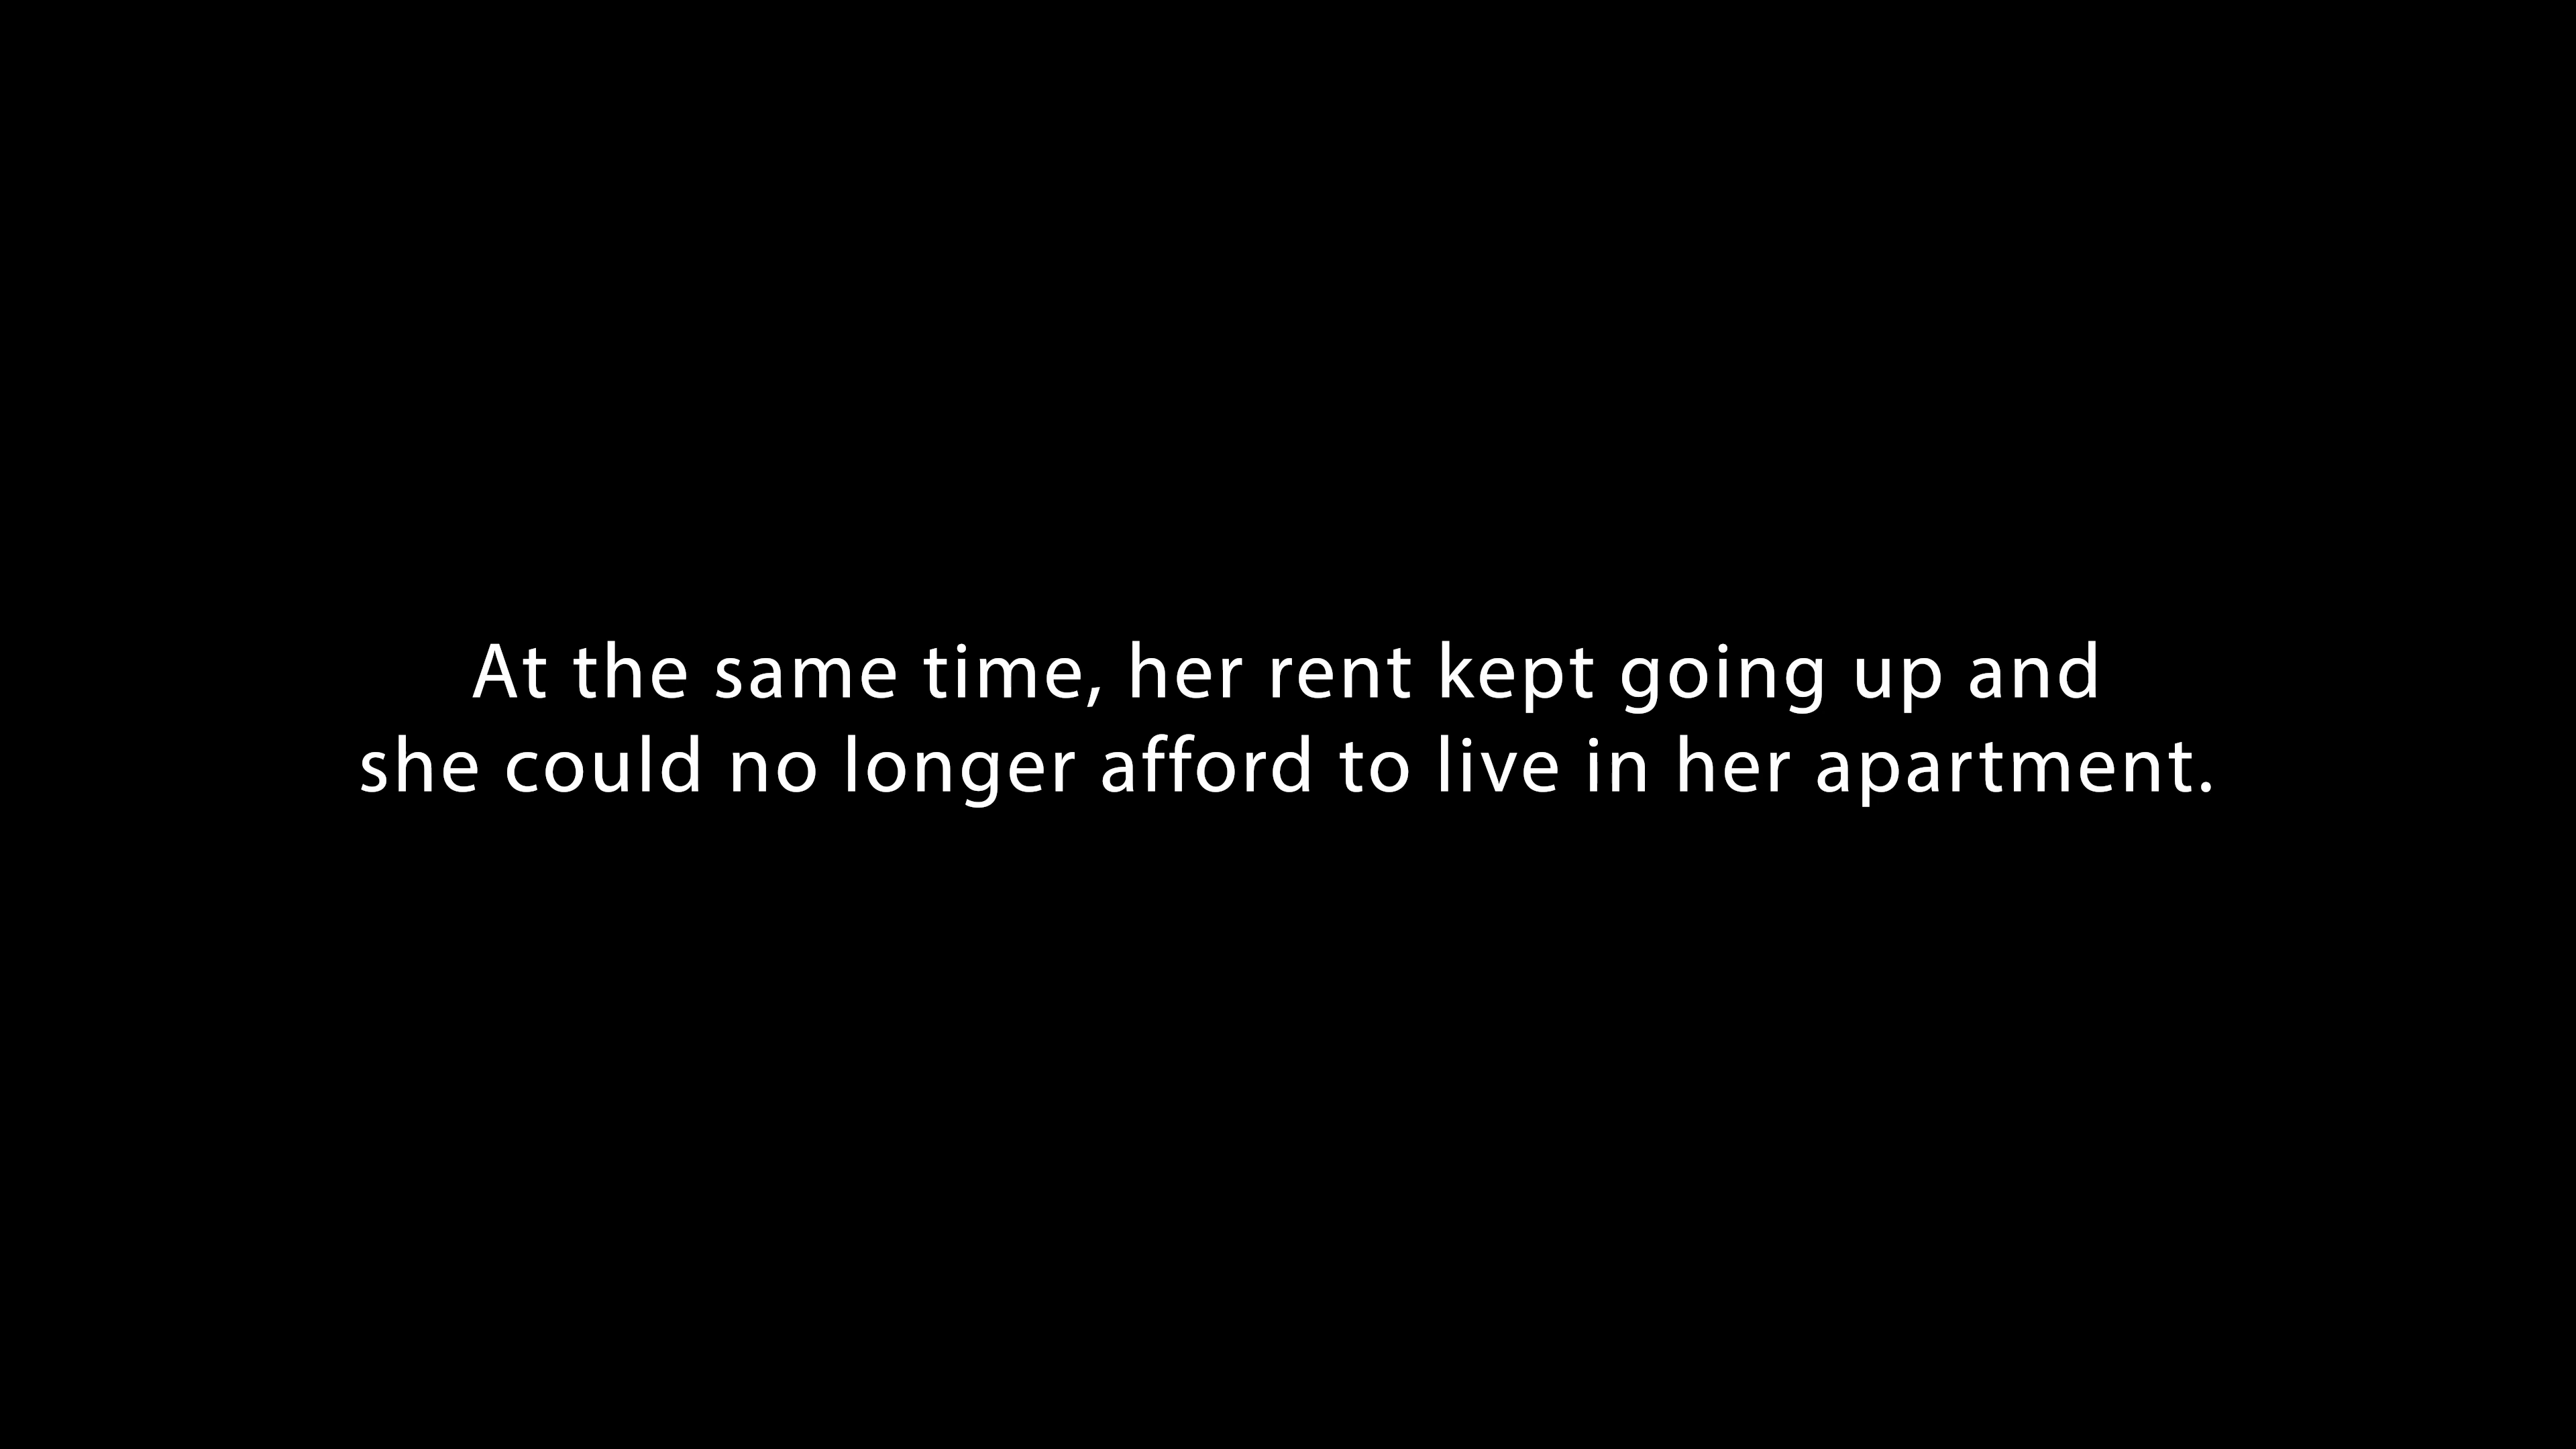 At the same time, her rent kept going up and
she could no longer afford to live in her apartment.